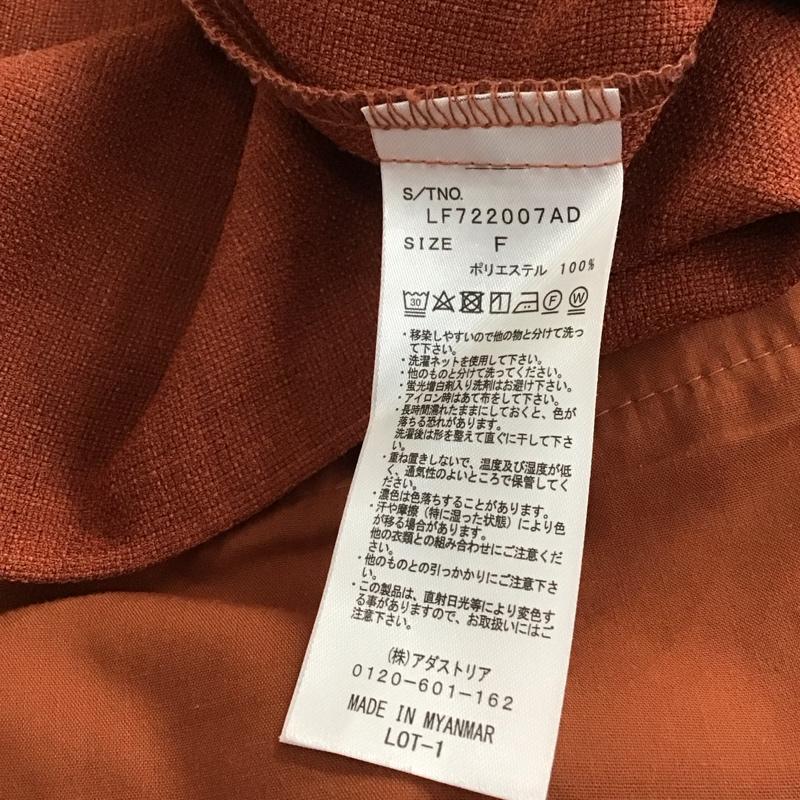 S/TNO.
LF722007AD
SIZE F
ポリエステル 100%
30 F W
・移染しやすいので他の物と分けて洗っ
て下さい。
・洗濯ネットを使用して下さい。
・他のものと分けて洗ってください。
・蛍光増白剤入り洗剤はお避け下さい。
・アイロン時はあて布をして下さい。
・長時間濡れたままにしておくと、色が
落ちる恐れがあります。
洗濯後は形を整えて直ぐに干して下さ
い。
・重ね置きしないで、温度及び湿度が低
く、通気性のよいところで保管してく
ださい。
・濃色は色落ちすることがあります。
・汗や摩擦（特に湿った状態）により色
が移る場合があります。
他の衣類との組み合わせにご注意くだ
さい。
・他のものとの引っかかりにご注意下さ
い。
・この製品は、直射日光等により変色す
る事がありますので、お取扱いにはご
注意下さい。
(株)アダストリア
0120-601-162
MADE IN MYANMAR
LOT-1